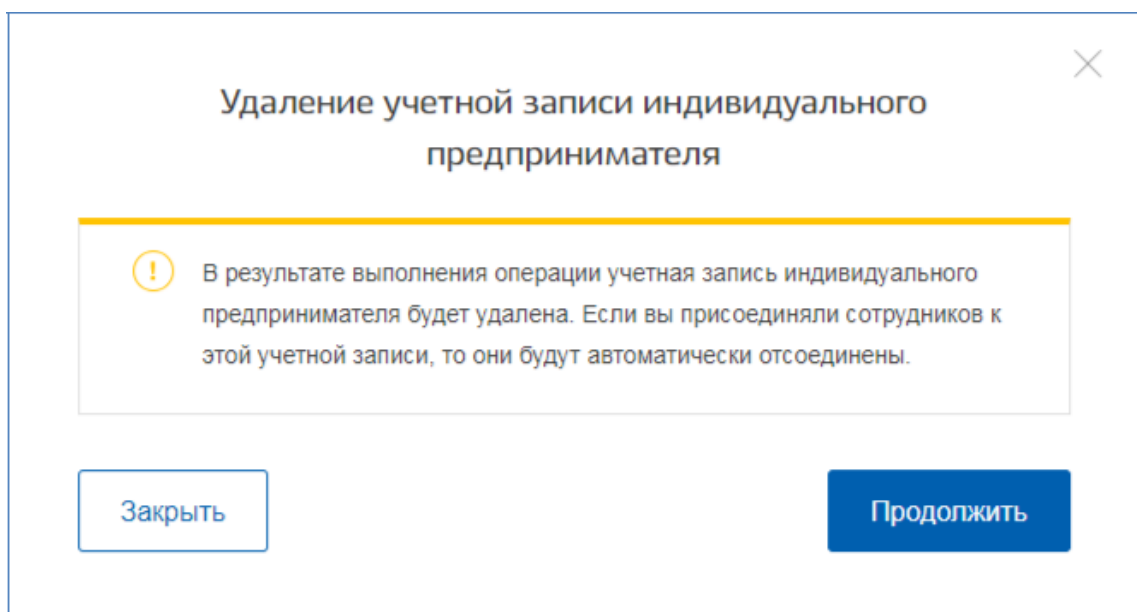 Удаление учетной записи индивидуального
предпринимателя
В результате выполнения операции учетная запись индивидуального
предпринимателя будет удалена. Если вы присоединяли сотрудников к
этой учетной записи, то они будут автоматически отсоединены.
Закрыть
Продолжить